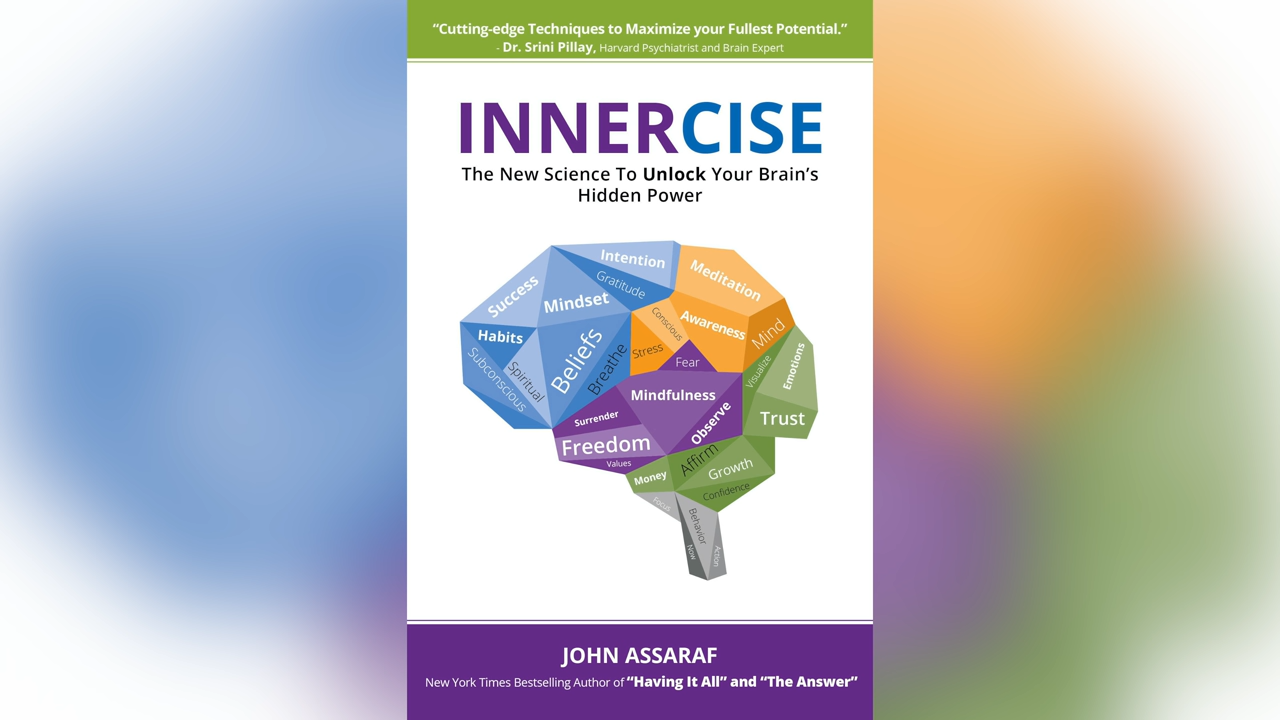 “Cutting-edge Techniques to Maximize your Fullest Potential.”
- Dr. Srini Pillay, Harvard Psychiatrist and Brain Expert
INNERCISE
The New Science To Unlock Your Brain’s
Hidden Power
Intention
Meditation
Success
Gratitude
Mindset
Conscious
Awareness
Mind
Habits
Beliefs
Breathe
Stress
Fear
Visualize
Emotions
Subconscious
Spiritual
Mindfulness
Surrender
Observe
Trust
Freedom
Values
Affirm
Money
Growth
Confidence
Focus
Behavior
Now
Action
JOHN ASSARAF
New York Times Bestselling Author of “Having It All” and “The Answer”